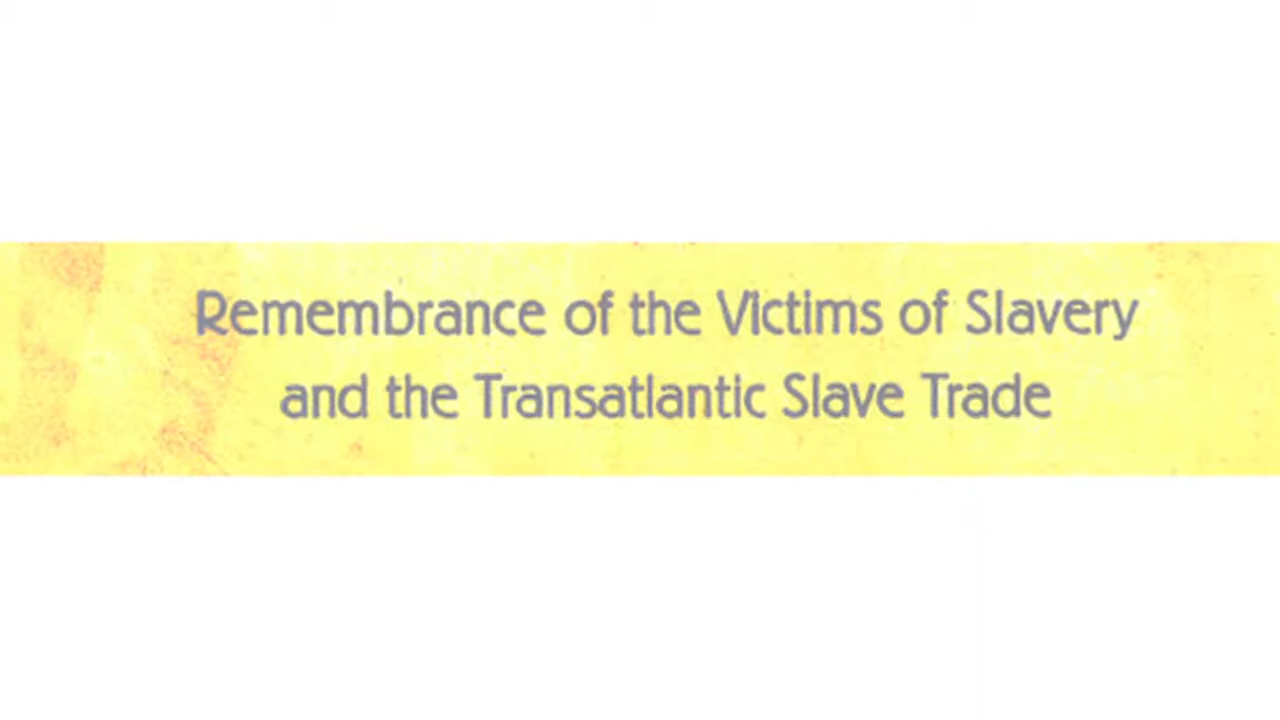 Remembrance of the Victims of Slavery
and the Transatlantic Slave Trade